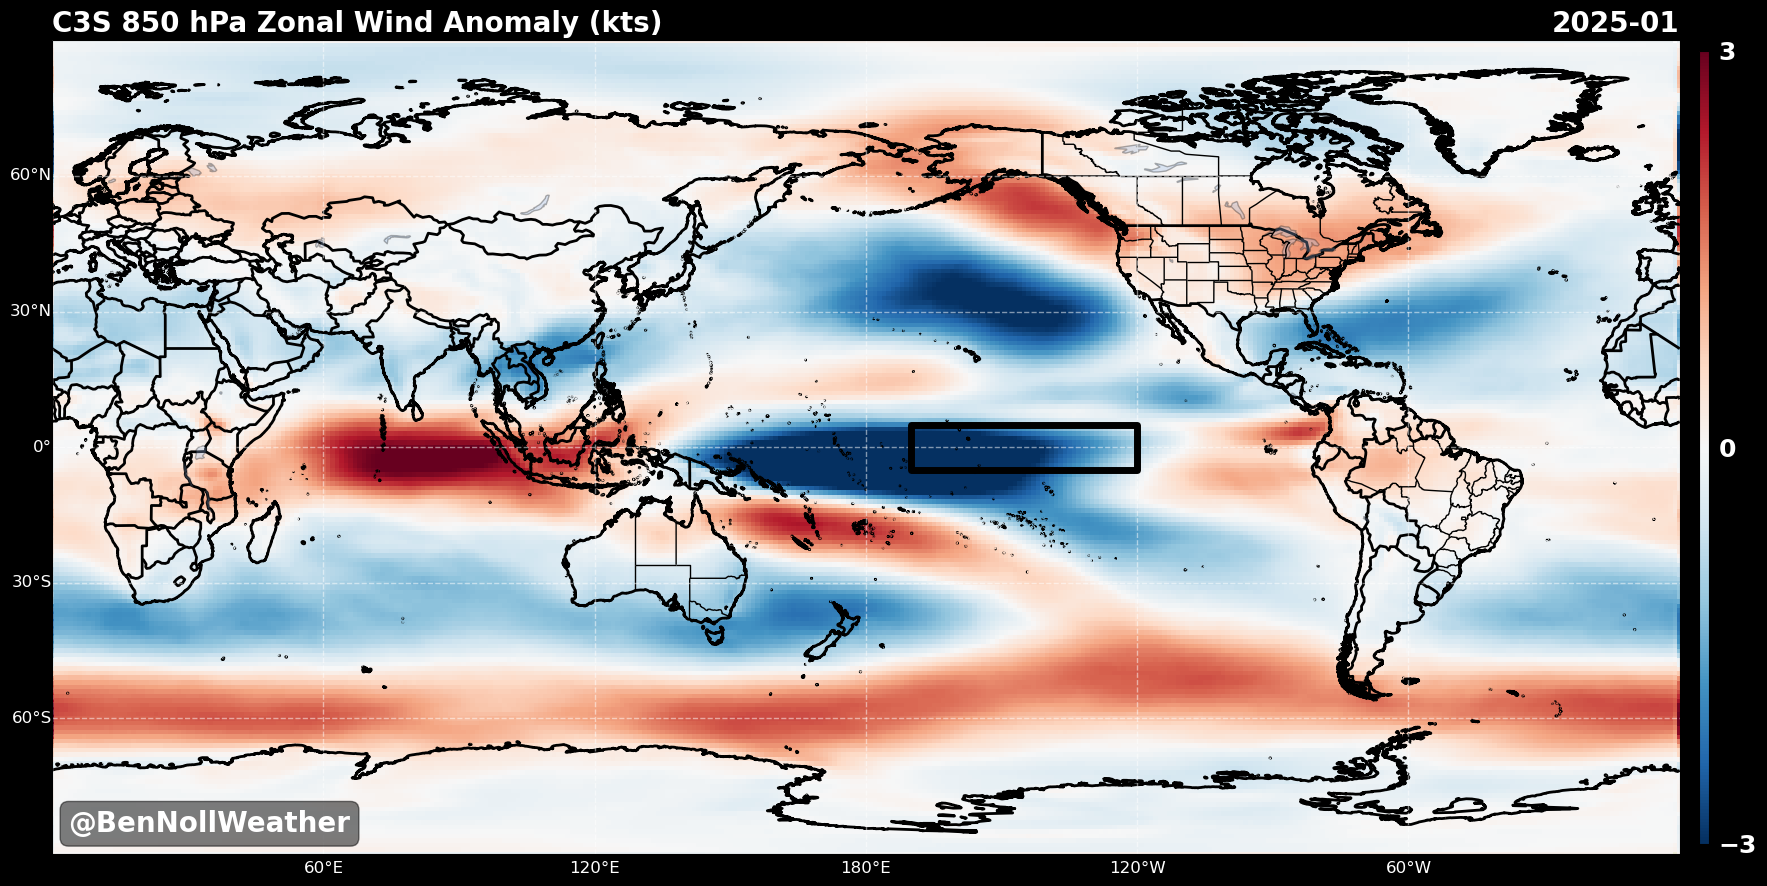 C3S 850 hPa Zonal Wind Anomaly (kts)
2025-01
3
60°N
30°N
0°
0
30°S
60°S
−3
@BenNollWeather
60°E
120°E
180°E
120°W
60°W